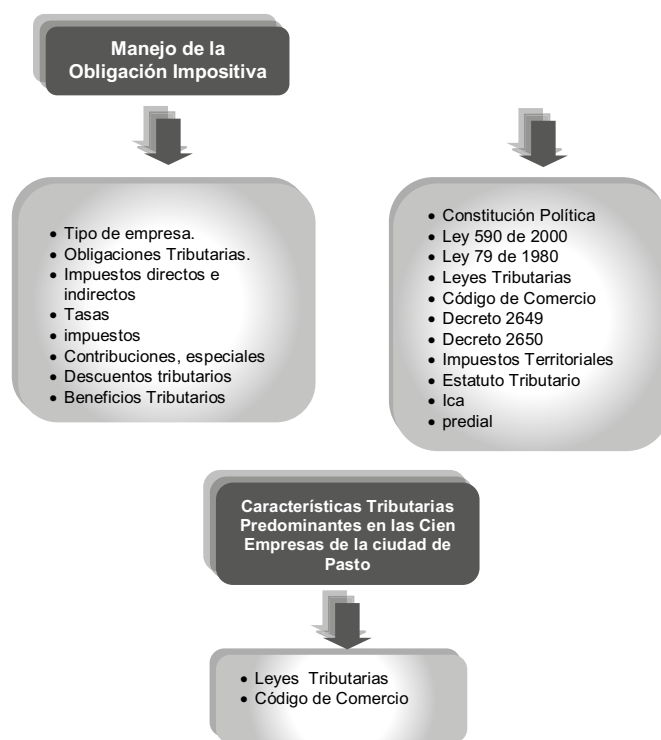 Manejo de la
Obligación Impositiva
• Tipo de empresa.
• Obligaciones Tributarias.
• Impuestos directos e
indirectos
• Tasas
• impuestos
• Contribuciones, especiales
• Descuentos tributarios
• Beneficios Tributarios
• Constitución Política
• Ley 590 de 2000
• Ley 79 de 1980
• Leyes Tributarias
• Código de Comercio
• Decreto 2649
• Decreto 2650
• Impuestos Territoriales
• Estatuto Tributario
• Ica
• predial
Característícas Tributarias
Predominantes en las Cien
Empresas de la ciudad de
Pasto
• Leyes Tributarias
• Código de Comercio